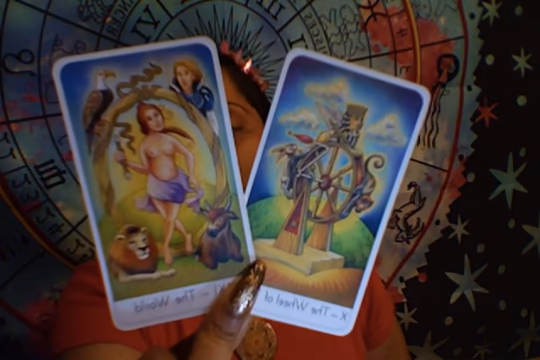 The World
X -- The Wheel of